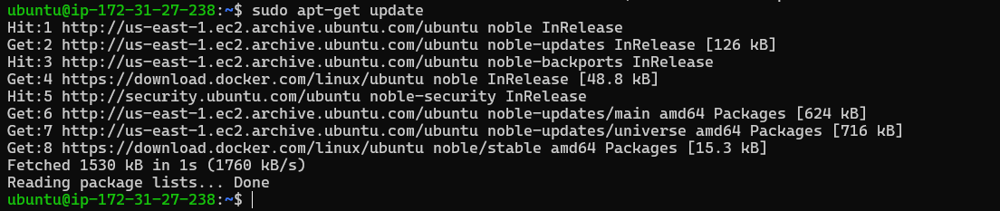 ubuntu@ip-172-31-27-238:~$ sudo apt-get update
Hit:1 http://us-east-1.ec2.archive.ubuntu.com/ubuntu noble InRelease
Get:2 http://us-east-1.ec2.archive.ubuntu.com/ubuntu noble-updates InRelease [126 kB]
Hit:3 http://us-east-1.ec2.archive.ubuntu.com/ubuntu noble-backports InRelease
Get:4 https://download.docker.com/linux/ubuntu noble InRelease [48.8 kB]
Hit:5 http://security.ubuntu.com/ubuntu noble-security InRelease
Get:6 http://us-east-1.ec2.archive.ubuntu.com/ubuntu noble-updates/main amd64 Packages [624 kB]
Get:7 http://us-east-1.ec2.archive.ubuntu.com/ubuntu noble-updates/universe amd64 Packages [716 kB]
Get:8 https://download.docker.com/linux/ubuntu noble/stable amd64 Packages [15.3 kB]
Fetched 1530 kB in 1s (1760 kB/s)
Reading package lists... Done
ubuntu@ip-172-31-27-238:~$